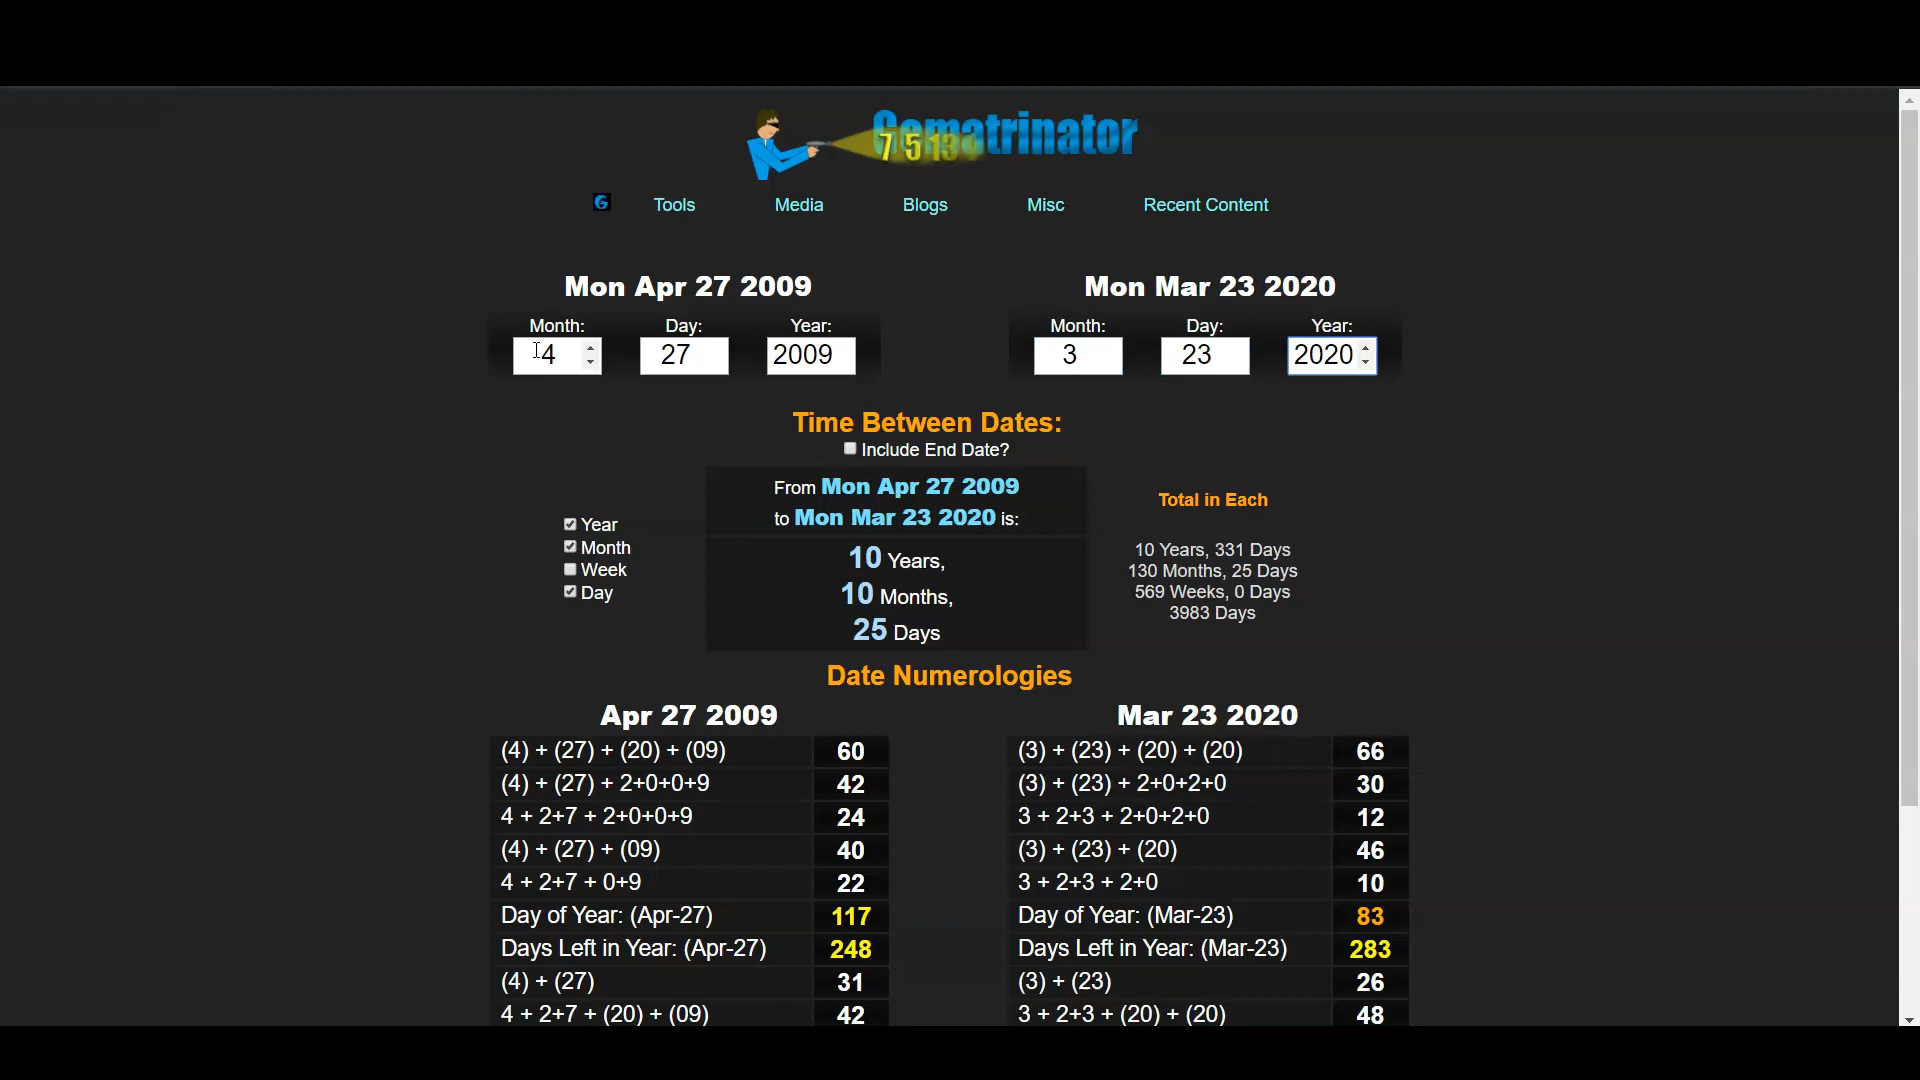 Gematrinator
7 5 134
G Tools Media Blogs Misc Recent Content
Mon Apr 27 2009 Mon Mar 23 2020
Month: Day: Year: Month: Day: Year:
4 27 2009 3 23 2020
Time Between Dates:
Include End Date?
From Mon Apr 27 2009
to Mon Mar 23 2020 is:
Year
Month
Week
Day
10 Years,
10 Months,
25 Days
Total in Each
10 Years, 331 Days
130 Months, 25 Days
569 Weeks, 0 Days
3983 Days
Date Numerologies
Apr 27 2009
(4) + (27) + (20) + (09) 60
(4) + (27) + 2+0+0+9 42
4 + 2+7 + 2+0+0+9 24
(4) + (27) + (09) 40
4 + 2+7 + 0+9 22
Day of Year: (Apr-27) 117
Days Left in Year: (Apr-27) 248
(4) + (27) 31
4 + 2+7 + (20) + (09) 42
Mar 23 2020
(3) + (23) + (20) + (20) 66
(3) + (23) + 2+0+2+0 30
3 + 2+3 + 2+0+2+0 12
(3) + (23) + (20) 46
3 + 2+3 + 2+0 10
Day of Year: (Mar-23) 83
Days Left in Year: (Mar-23) 283
(3) + (23) 26
3 + 2+3 + (20) + (20) 48